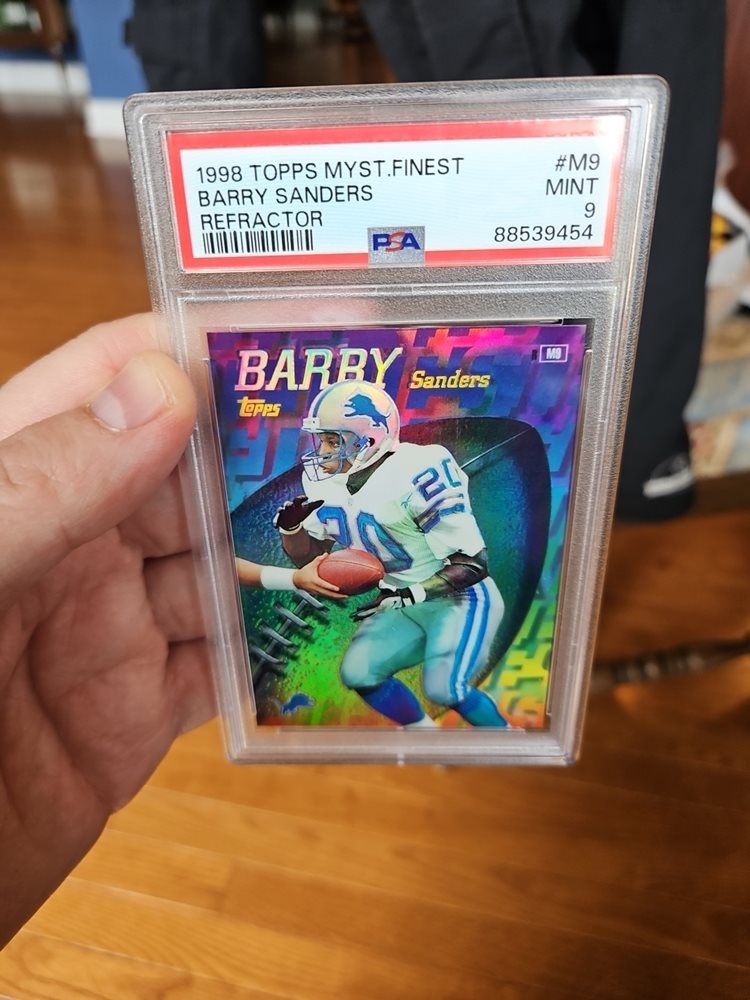 1998 TOPPS MYST.FINEST #M9
BARRY SANDERS MINT
REFRACTOR 9
PSA 88539454
BARRY Sanders M9
Topps
20
20